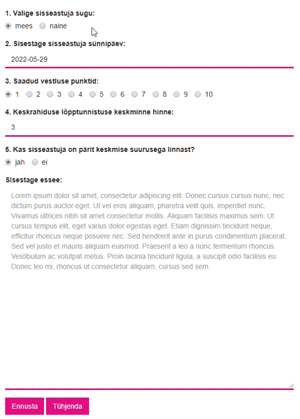 1. Valige sisseastuja sugu:
mees naine
2. Sisestage sisseastuja sünnipäev:
2022-05-29
3. Saadud vestluse punktid:
1 2 3 4 5 6 7 8 9 10
4. Keskrahiduse lõpptunnistuse keskmine hinne:
3
5. Kas sisseastuja on pärit keskmise suurusega linnast?
jah ei
Sisestage essee:
Lorem ipsum dolor sit amet, consectetur adipiscing elit. Donec cursus cursus nunc, nec
dictum purus auctor eget. Ut vel eros aliquam, pharetra velit quis, imperdiet nunc.
Vivamus ultrices nibh sit amet consectetur mollis. Aliquam facilisis maximus sem. Ut
cursus tempus elit, eget varius dolor egestas eget. Etiam dignissim tincidunt neque,
efficitur rhoncus neque posuere nec. Sed hendrerit ante in purus condimentum placerat.
Sed vel justo et mauris aliquam euismod. Praesent a leo a nunc fermentum rhoncus.
Vestibulum ac volutpat metus. Proin lacinia tincidunt ligula, a suscipit odio facilisis eu.
Donec leo mi, rhoncus ut consectetur aliquam, cursus sed sem.
Ennusta Tühjenda